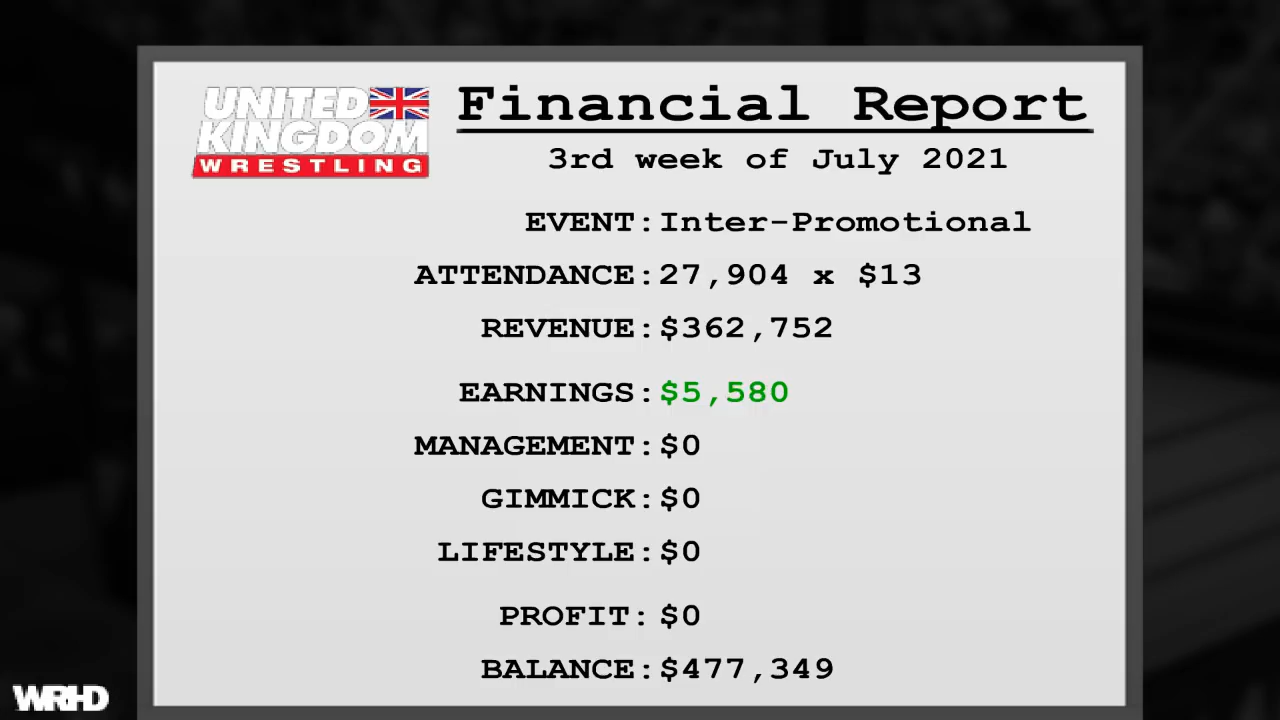 UNITED
KINGDOM
WRESTLING
Financial Report
3rd week of July 2021
EVENT: Inter-Promotional
ATTENDANCE: 27,904 x $13
REVENUE: $362,752
EARNINGS: $5,580
MANAGEMENT: $0
GIMMICK: $0
LIFESTYLE: $0
PROFIT: $0
BALANCE: $477,349
WRHD